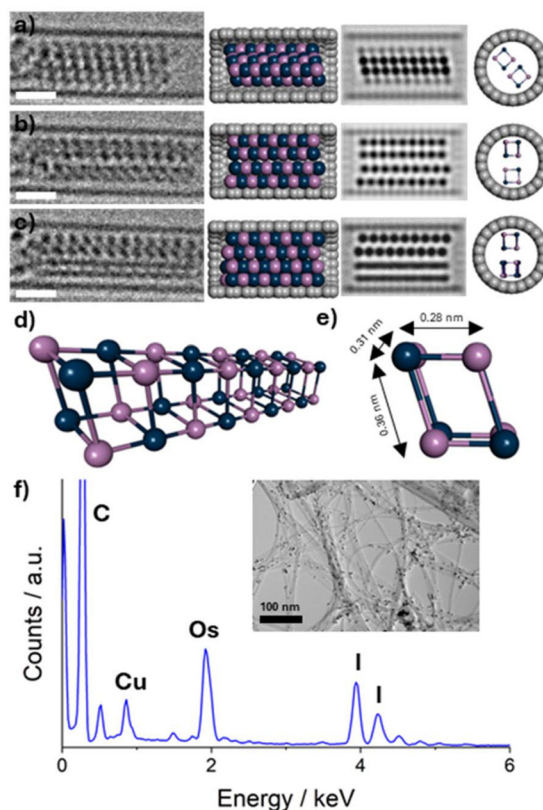 a)
b)
c)
d)
e)
0.31 nm
0.28 nm
0.36 nm
f)
C
Cu
Os
I
I
100 nm
Counts / a.u.
0
2
4
6
Energy / keV